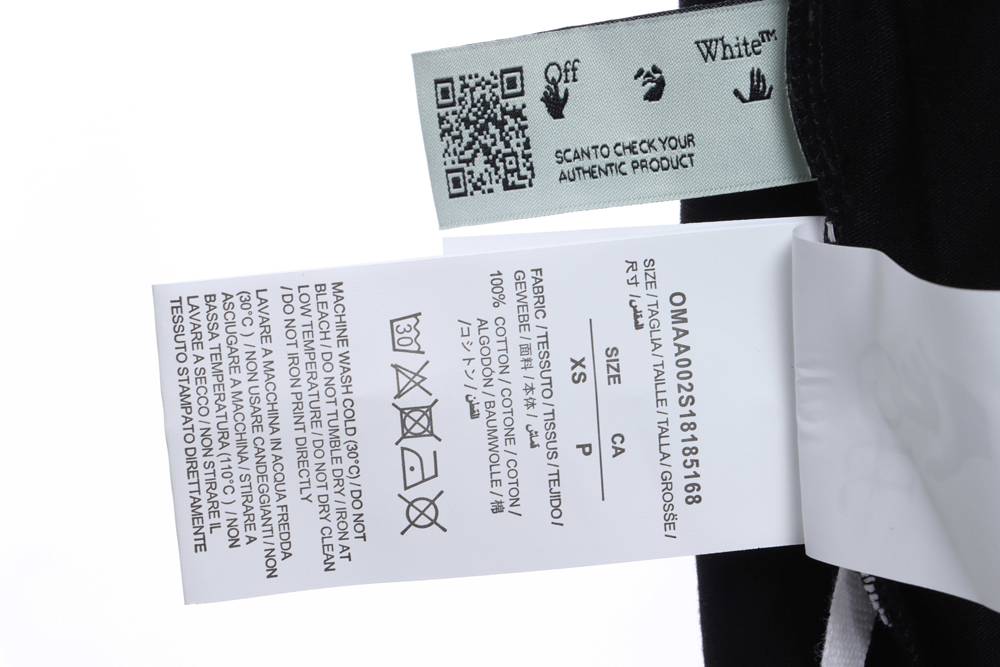 Off
White™
SCAN TO CHECK YOUR
AUTHENTIC PRODUCT
OMAA002S18185168
SIZE / TAGLIA / TAILLE / TALLA / GROSSE /
尺寸 / المقاس
SIZE CA
XS P
FABRIC / TESSUTO / TISSUS / TEJIDO /
GEWEBE / 面料 / 本体 / قماش
100% COTTON / COTONE / COTON /
ALGODÓN / BAUMWOLLE / 棉
/ コットン / القطن
30
MACHINE WASH COLD (30°C) / DO NOT
BLEACH / DO NOT TUMBLE DRY / IRON AT
LOW TEMPERATURE / DO NOT DRY CLEAN
/ DO NOT IRON PRINT DIRECTLY
LAVARE A MACCHINA IN ACQUA FREDDA
(30°C ) / NON USARE CANDEGGIANTI / NON
ASCIUGARE A MACCHINA / STIRARE A
BASSA TEMPERATURA (110°C ) / NON
LAVARE A SECCO / NON STIRARE IL
TESSUTO STAMPATO DIRETTAMENTE